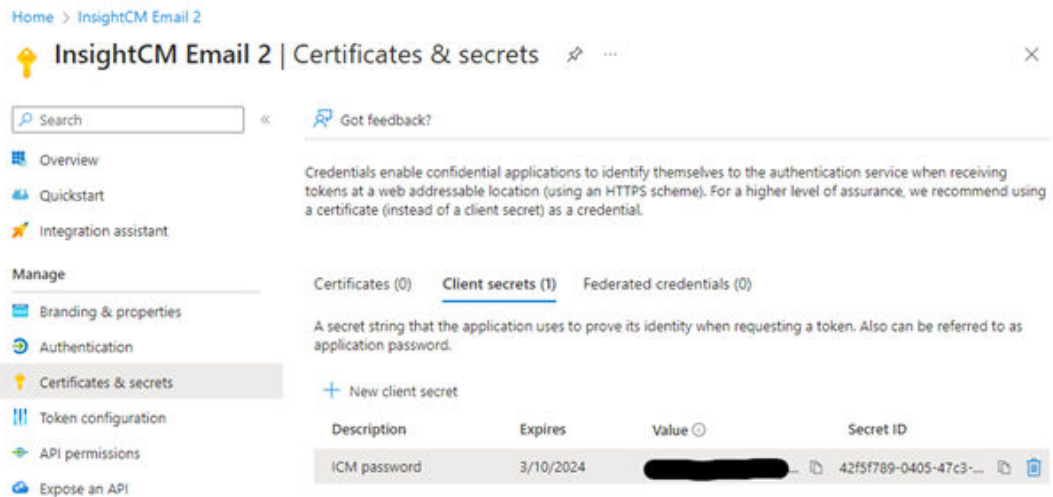 Home > InsightCM Email 2
InsightCM Email 2 | Certificates & secrets ...
Search
Got feedback?
Overview
Quickstart
Integration assistant
Credentials enable confidential applications to identify themselves to the authentication service when receiving
tokens at a web addressable location (using an HTTPS scheme). For a higher level of assurance, we recommend using
a certificate (instead of a client secret) as a credential.
Manage
Branding & properties
Authentication
Certificates & secrets
Token configuration
API permissions
Expose an API
Certificates (0) Client secrets (1) Federated credentials (0)
A secret string that the application uses to prove its identity when requesting a token. Also can be referred to as
application password.
New client secret
Description Expires Value Secret ID
ICM password 3/10/2024 ... 42f5f789-0405-47c3-...